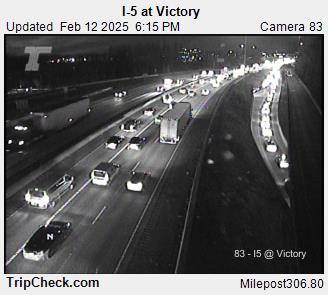 I-5 at Victory
Updated  Feb 12 2025  6:15 PM
Camera 83
T
83 - I5 @ Victory
N
TripCheck.com
Milepost306.80